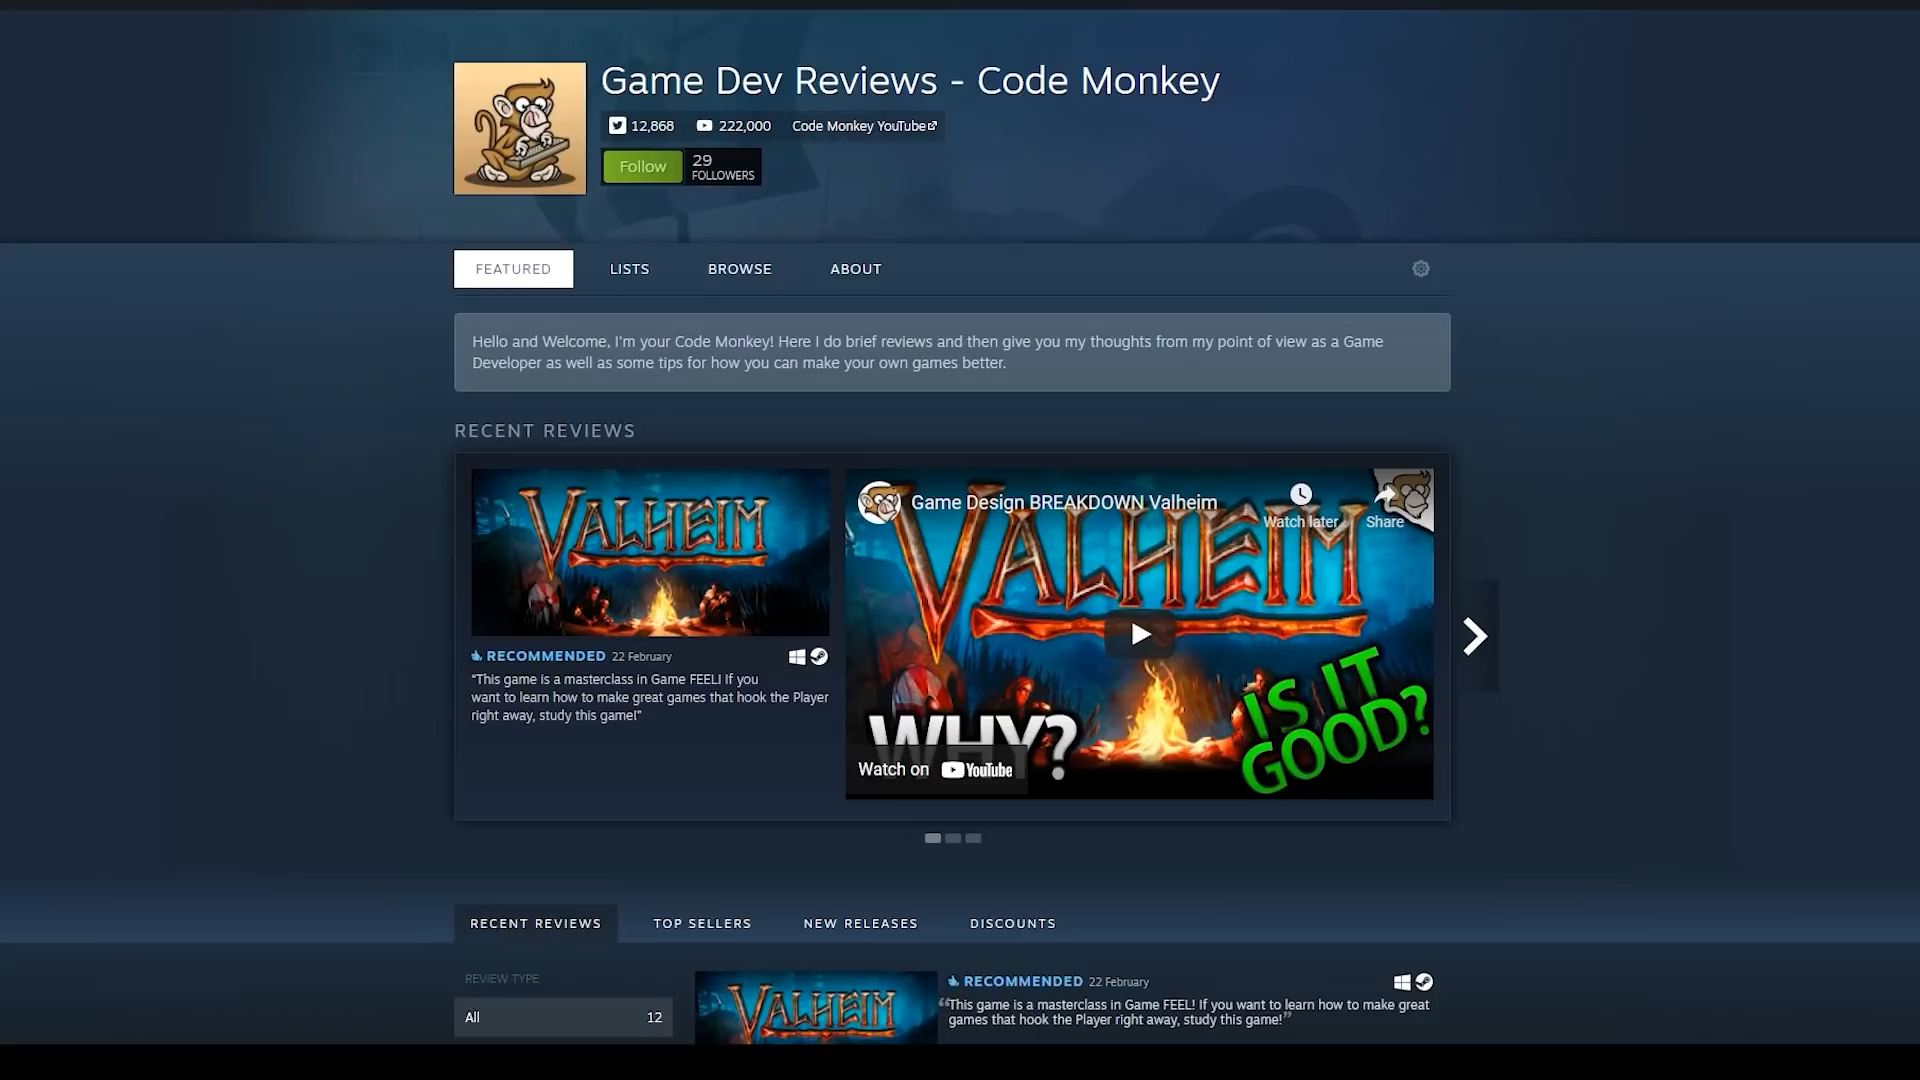 Game Dev Reviews - Code Monkey
12,868 222,000 Code Monkey YouTube
Follow 29 FOLLOWERS
FEATURED LISTS BROWSE ABOUT
Hello and Welcome, I'm your Code Monkey! Here I do brief reviews and then give you my thoughts from my point of view as a Game
Developer as well as some tips for how you can make your own games better.
RECENT REVIEWS
VALHEIM
RECOMMENDED 22 February
"This game is a masterclass in Game FEEL! If you
want to learn how to make great games that hook the Player
right away, study this game!"
Game Design BREAKDOWN Valheim
Watch later Share
VALHEIM
WHY?
IS IT
GOOD?
Watch on YouTube
RECENT REVIEWS TOP SELLERS NEW RELEASES DISCOUNTS
REVIEW TYPE
All 12
VALHEIM
RECOMMENDED 22 February
"This game is a masterclass in Game FEEL! If you want to learn how to make great
games that hook the Player right away, study this game!"